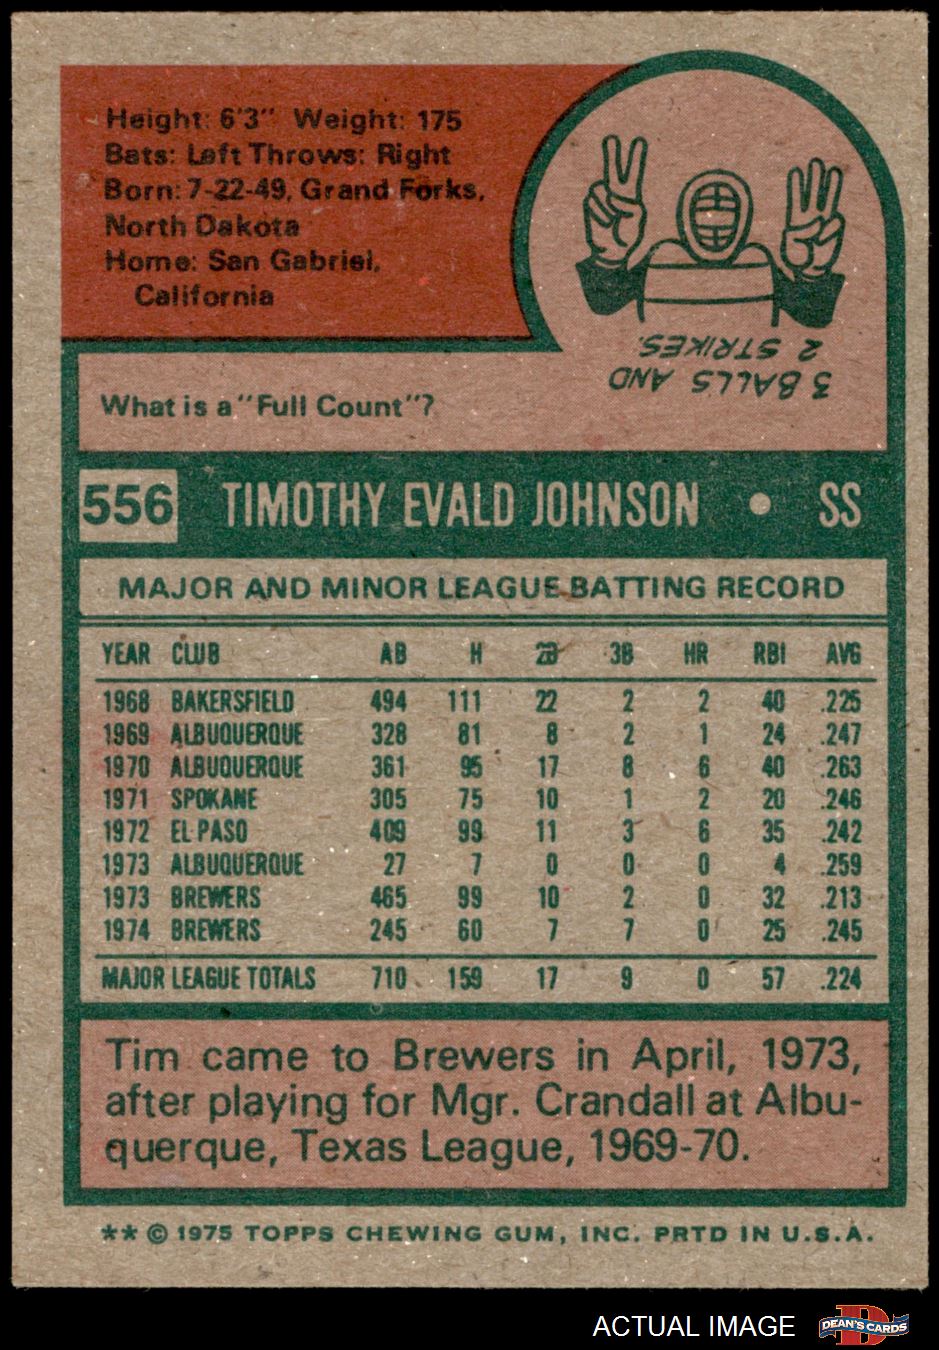 Height: 6'3" Weight: 175
Bats: Left Throws: Right
Born: 7-22-49, Grand Forks,
North Dakota
Home: San Gabriel,
California
What is a "Full Count"?
3 BALLS AND
2 STRIKES.
556 TIMOTHY EVALD JOHNSON • SS
MAJOR AND MINOR LEAGUE BATTING RECORD
YEAR CLUB AB H 2B 3B HR RBI AVG
1968 BAKERSFIELD 494 111 22 2 2 40 .225
1969 ALBUQUERQUE 328 81 8 2 1 24 .247
1970 ALBUQUERQUE 361 95 17 8 6 40 .263
1971 SPOKANE 305 75 10 1 2 20 .246
1972 EL PASO 409 99 11 3 6 35 .242
1973 ALBUQUERQUE 27 7 0 0 0 4 .259
1973 BREWERS 465 99 10 2 0 32 .213
1974 BREWERS 245 60 7 7 0 25 .245
MAJOR LEAGUE TOTALS 710 159 17 9 0 57 .224
Tim came to Brewers in April, 1973,
after playing for Mgr. Crandall at Albu-
querque, Texas League, 1969-70.
** © 1975 TOPPS CHEWING GUM, INC. PRTD IN U.S.A.
ACTUAL IMAGE
D
DEAN'S CARDS